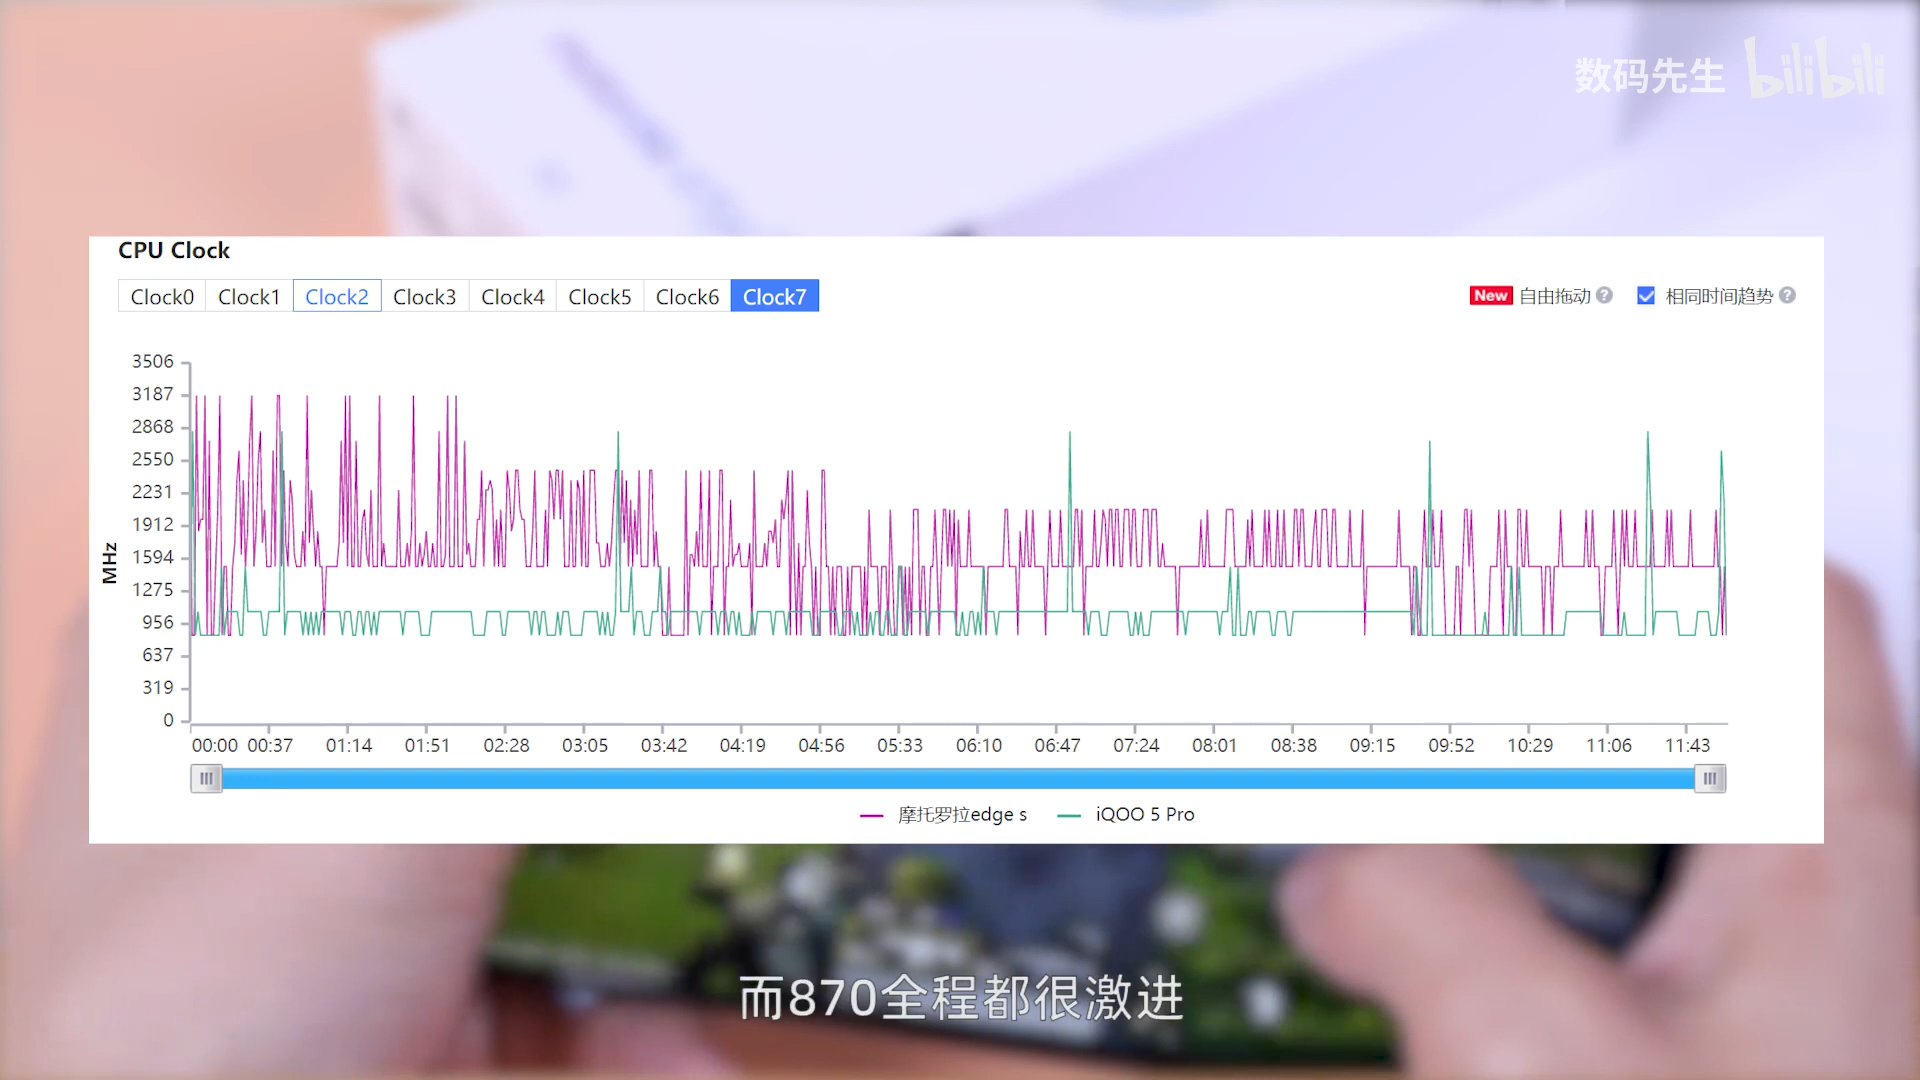 数码先生 bilibili
CPU Clock
Clock0 Clock1 Clock2 Clock3 Clock4 Clock5 Clock6 Clock7
New 自由拖动 ? 相同时间趋势 ?
3506
3187
2868
2550
2231
1912
1594
1275
956
637
319
0
MHz
00:00 00:37 01:14 01:51 02:28 03:05 03:42 04:19 04:56 05:33 06:10 06:47 07:24 08:01 08:38 09:15 09:52 10:29 11:06 11:43
摩托罗拉edge s iQOO 5 Pro
而870全程都很激进